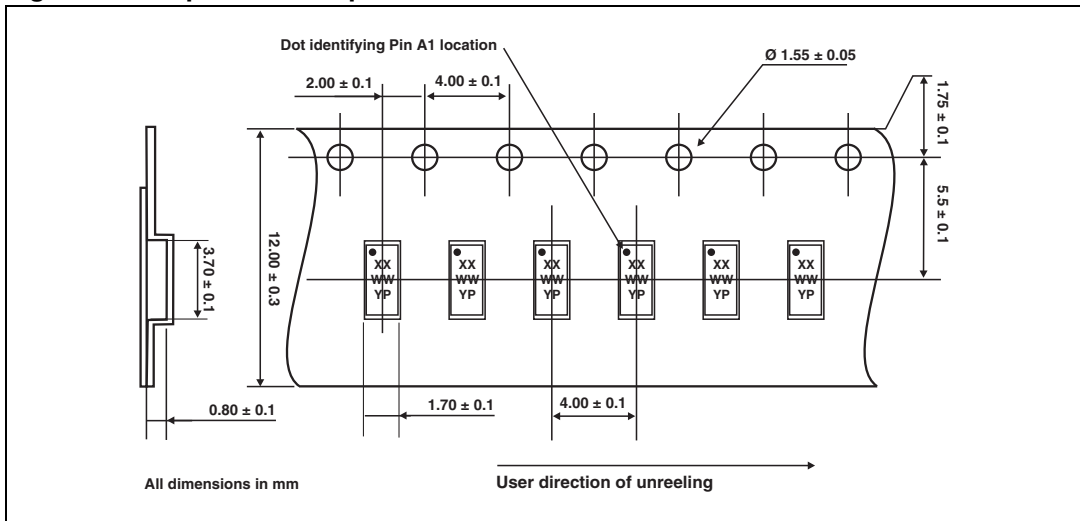 Dot identifying Pin A1 location
Ø 1.55 ± 0.05
2.00 ± 0.1
4.00 ± 0.1
1.75 ± 0.1
5.5 ± 0.1
12.00 ± 0.3
3.70 ± 0.1
XX
WW
YP
XX
WW
YP
XX
WW
YP
XX
WW
YP
XX
WW
YP
XX
WW
YP
0.80 ± 0.1
1.70 ± 0.1
4.00 ± 0.1
All dimensions in mm
User direction of unreeling